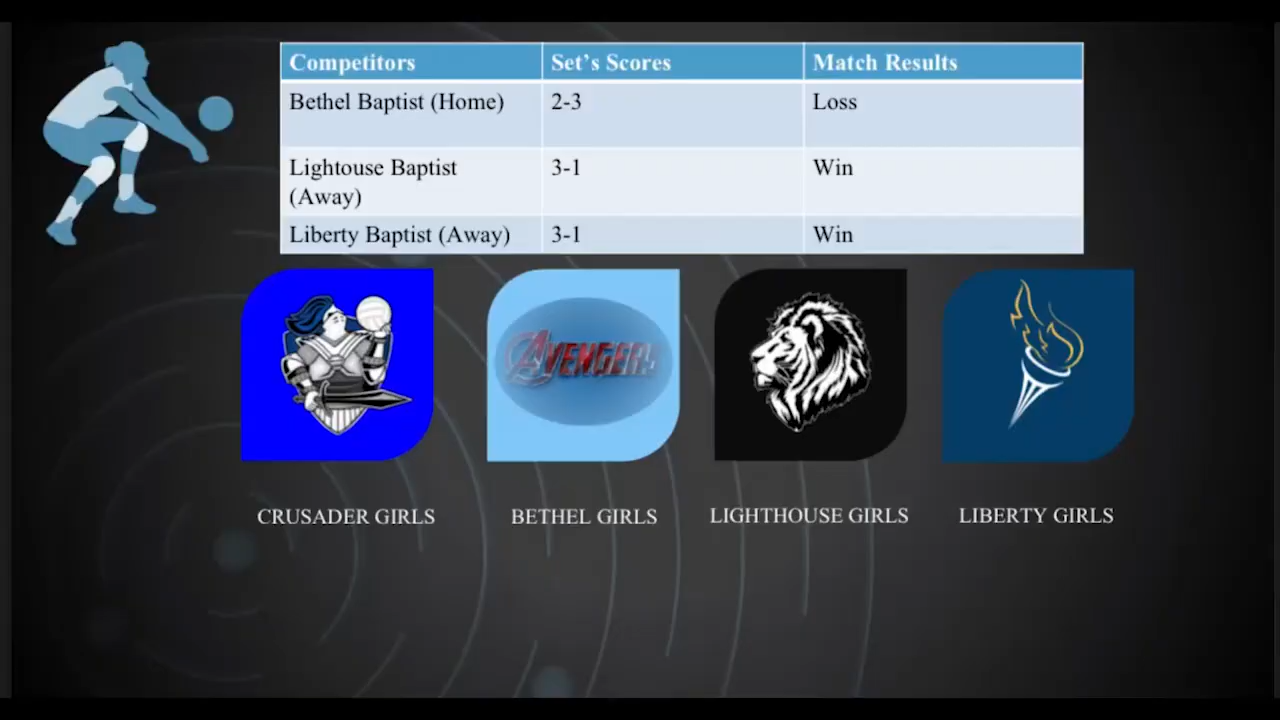 Competitors Set's Scores Match Results
Bethel Baptist (Home) 2-3 Loss
Lightouse Baptist 3-1 Win
(Away)
Liberty Baptist (Away) 3-1 Win
AVENGERS
CRUSADER GIRLS BETHEL GIRLS LIGHTHOUSE GIRLS LIBERTY GIRLS